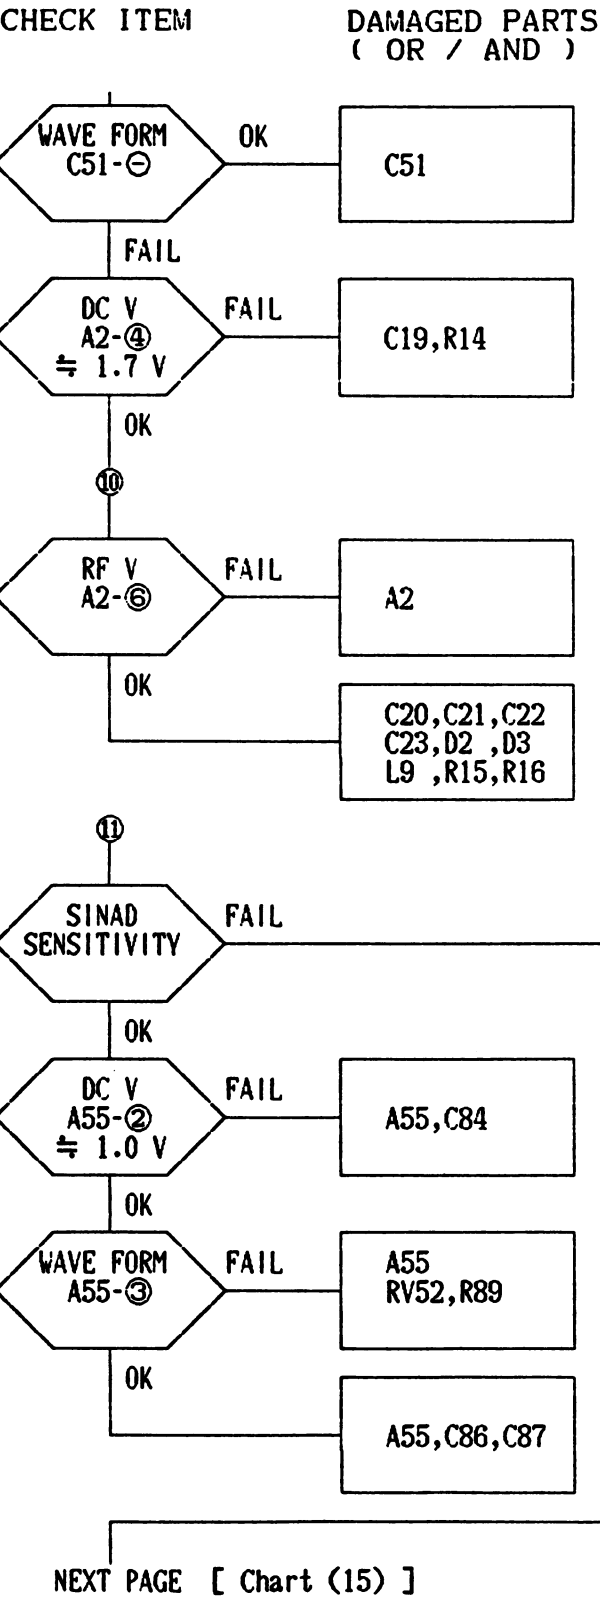 CHECK ITEM
DAMAGED PARTS
( OR / AND )
WAVE FORM
C51-⊖
OK
C51
FAIL
DC V
A2-④
≒ 1.7 V
FAIL
C19,R14
OK
⑩
RF V
A2-⑥
FAIL
A2
OK
C20,C21,C22
C23,D2 ,D3
L9 ,R15,R16
⑪
SINAD
SENSITIVITY
FAIL
OK
DC V
A55-②
≒ 1.0 V
FAIL
A55,C84
OK
WAVE FORM
A55-③
FAIL
A55
RV52,R89
OK
A55,C86,C87
NEXT PAGE [ Chart (15) ]